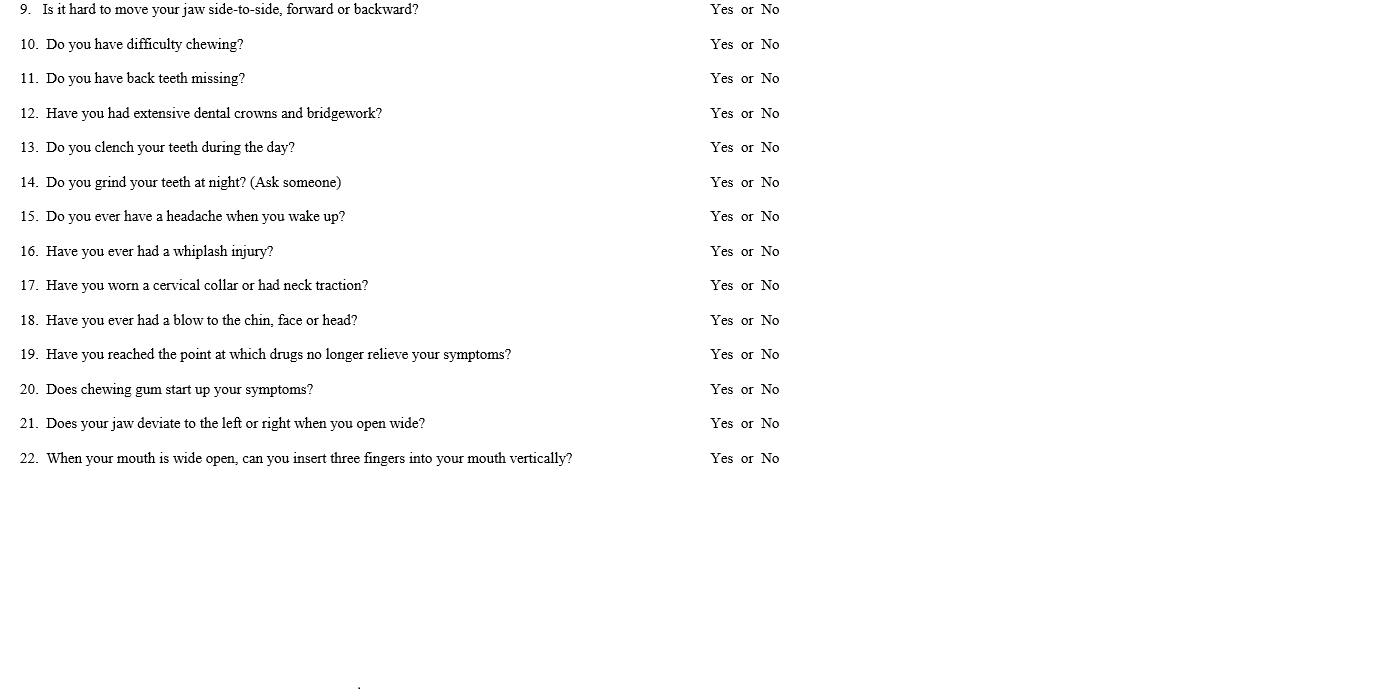 9. Is it hard to move your jaw side-to-side, forward or backward? Yes or No
10. Do you have difficulty chewing? Yes or No
11. Do you have back teeth missing? Yes or No
12. Have you had extensive dental crowns and bridgework? Yes or No
13. Do you clench your teeth during the day? Yes or No
14. Do you grind your teeth at night? (Ask someone) Yes or No
15. Do you ever have a headache when you wake up? Yes or No
16. Have you ever had a whiplash injury? Yes or No
17. Have you worn a cervical collar or had neck traction? Yes or No
18. Have you ever had a blow to the chin, face or head? Yes or No
19. Have you reached the point at which drugs no longer relieve your symptoms? Yes or No
20. Does chewing gum start up your symptoms? Yes or No
21. Does your jaw deviate to the left or right when you open wide? Yes or No
22. When your mouth is wide open, can you insert three fingers into your mouth vertically? Yes or No